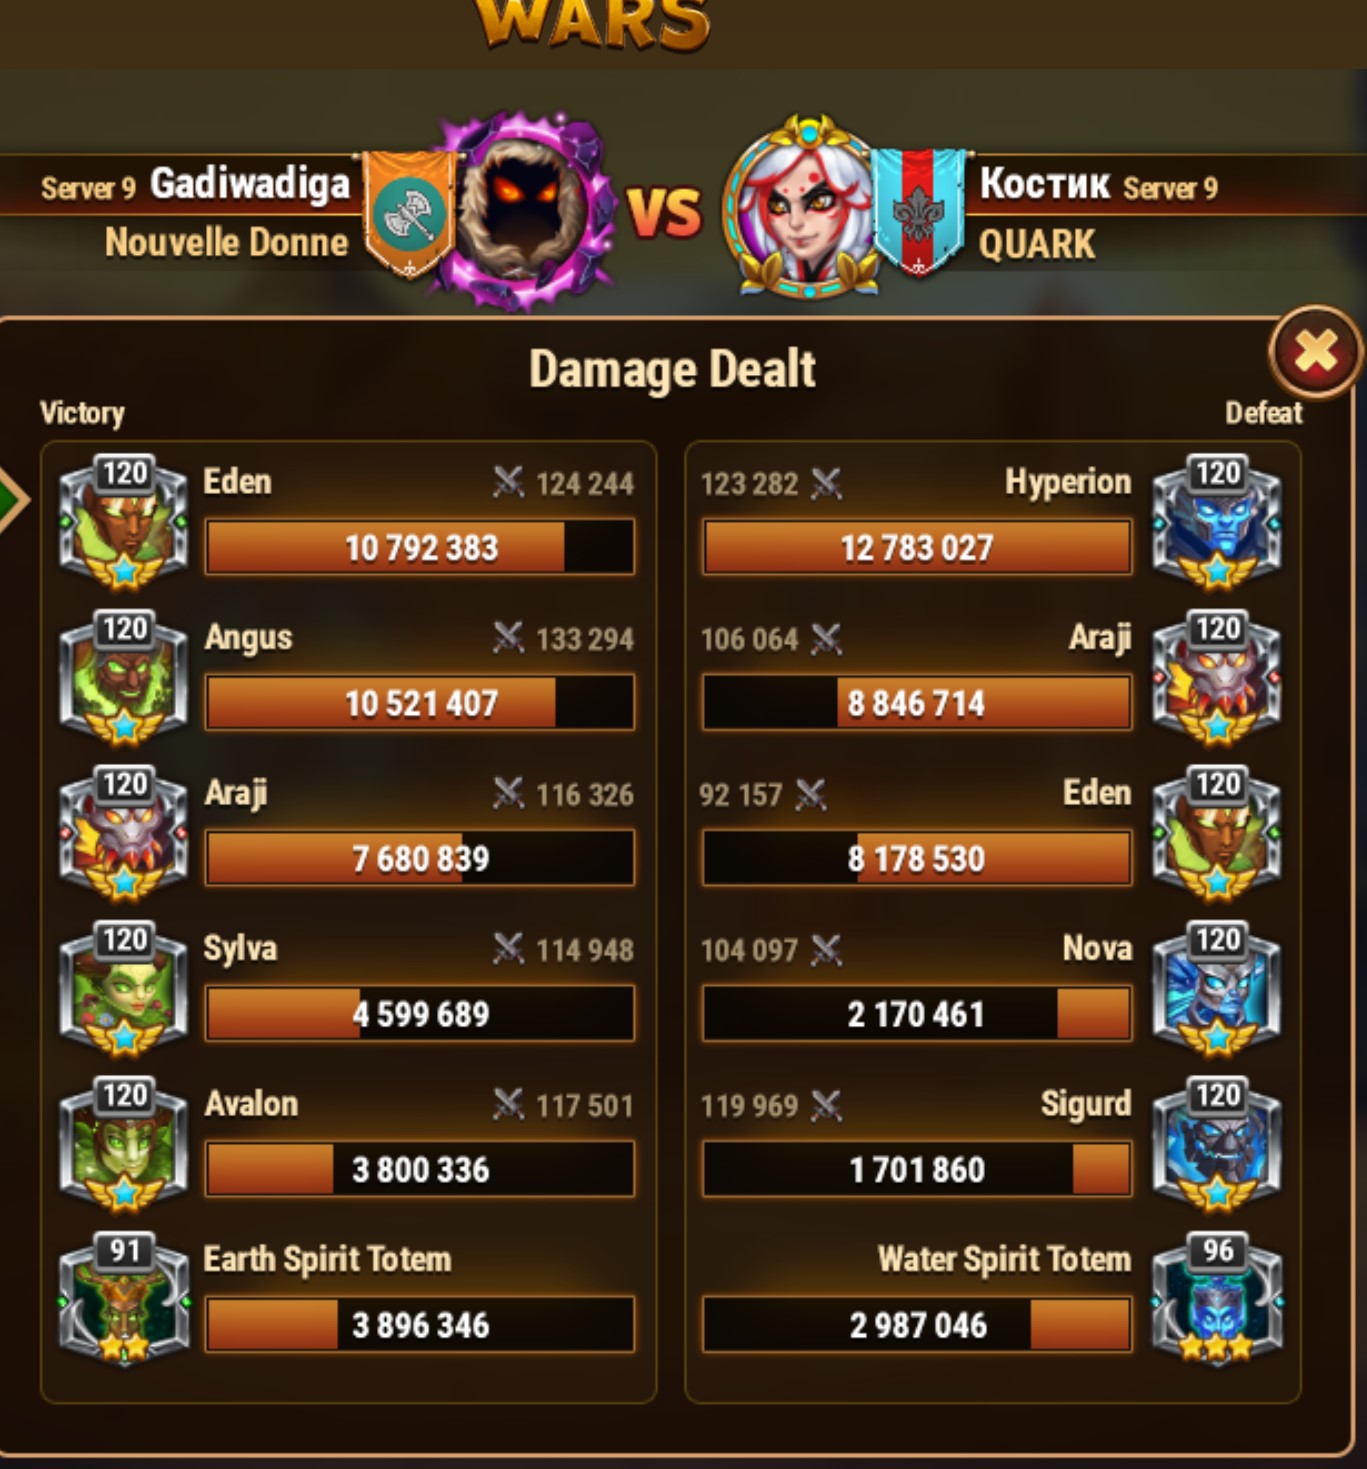 WARS
Server 9 Gadiwadiga
Nouvelle Donne
VS
Костик Server 9
QUARK
Damage Dealt
Victory
Defeat
120 Eden 124 244
10 792 383
123 282 Hyperion 120
12 783 027
120 Angus 133 294
10 521 407
106 064 Araji 120
8 846 714
120 Araji 116 326
7 680 839
92 157 Eden 120
8 178 530
120 Sylva 114 948
4 599 689
104 097 Nova 120
2 170 461
120 Avalon 117 501
3 800 336
119 969 Sigurd 120
1 701 860
91 Earth Spirit Totem
3 896 346
Water Spirit Totem 96
2 987 046